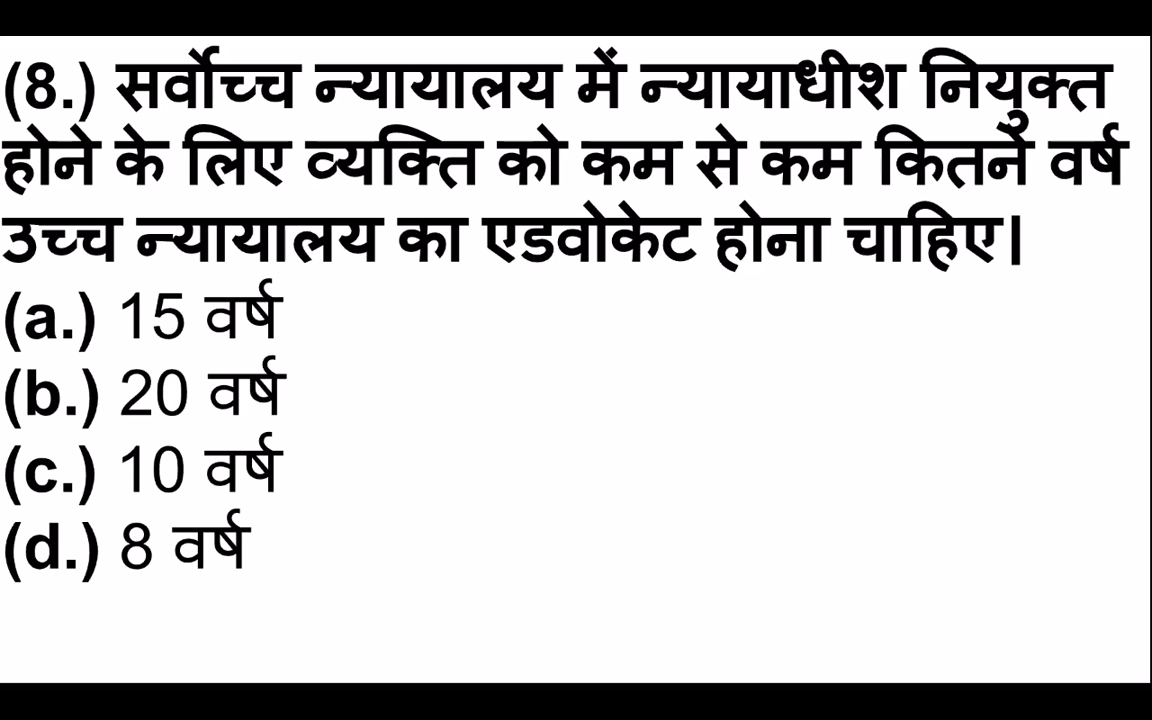 (8.) सर्वोच्च न्यायालय में न्यायाधीश नियुक्त
होने के लिए व्यक्ति को कम से कम कितने वर्ष
उच्च न्यायालय का एडवोकेट होना चाहिए।
(a.) 15 वर्ष
(b.) 20 वर्ष
(c.) 10 वर्ष
(d.) 8 वर्ष